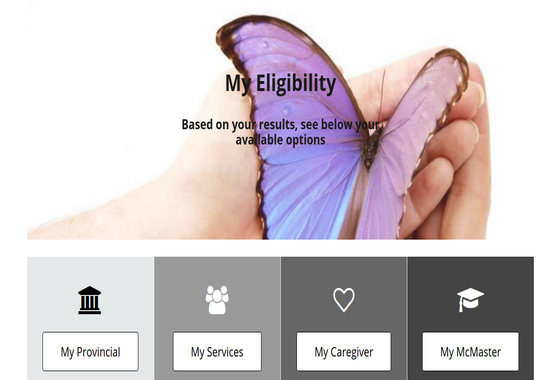 My Eligibility
Based on your results, see below your
available options
My Provincial
My Services
My Caregiver
My McMaster